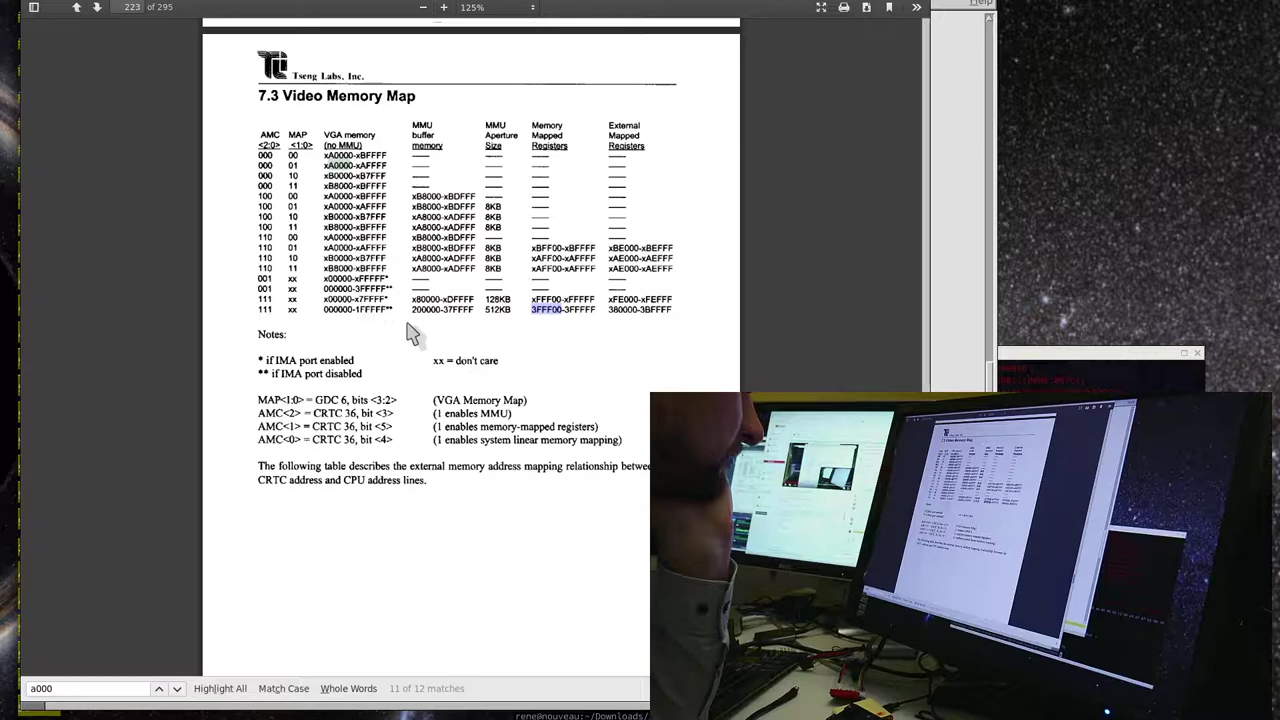 Help
223 of 295
125%
Tseng Labs, Inc.
7.3 Video Memory Map
AMC <2:0> MAP <1:0> VGA memory (no MMU) MMU buffer memory MMU Aperture Size Memory Mapped Registers External Mapped Registers
000 00 xA0000-xBFFFF —— —— —— ——
000 01 xA0000-xAFFFF —— —— —— ——
000 10 xB0000-xB7FFF —— —— —— ——
000 11 xB8000-xBFFFF —— —— —— ——
100 00 xA0000-xBFFFF xB8000-xBDFFF —— —— ——
100 01 xA0000-xAFFFF xB8000-xBDFFF 8KB —— ——
100 10 xB0000-xB7FFF xA8000-xADFFF 8KB —— ——
100 11 xB8000-xBFFFF xA8000-xADFFF 8KB —— ——
110 00 xA0000-xBFFFF xB8000-xBDFFF —— —— ——
110 01 xA0000-xAFFFF xB8000-xBDFFF 8KB xBFF00-xBFFFF xBE000-xBEFFF
110 10 xB0000-xB7FFF xA8000-xADFFF 8KB xAFF00-xAFFFF xAE000-xAEFFF
110 11 xB8000-xBFFFF xA8000-xADFFF 8KB xAFF00-xAFFFF xAE000-xAEFFF
001 xx x00000-xFFFFF* —— —— —— ——
001 xx 000000-3FFFFF** —— —— —— ——
111 xx x00000-x7FFFF* x80000-xDFFFF 128KB xFFF00-xFFFFF xFE000-xFEFFF
111 xx 000000-1FFFFF** 200000-37FFFF 512KB 3FFF00-3FFFFF 380000-3BFFFF
Notes:
* if IMA port enabled xx = don't care
** if IMA port disabled
MAP<1:0> = GDC 6, bits <3:2> (VGA Memory Map)
AMC<2> = CRTC 36, bit <3> (1 enables MMU)
AMC<1> = CRTC 36, bit <5> (1 enables memory-mapped registers)
AMC<0> = CRTC 36, bit <4> (1 enables system linear memory mapping)
The following table describes the external memory address mapping relationship
CRTC address and CPU address lines.
a000 Highlight All Match Case Whole Words 11 of 12 matches
rene@nouveau:~/Downloads/